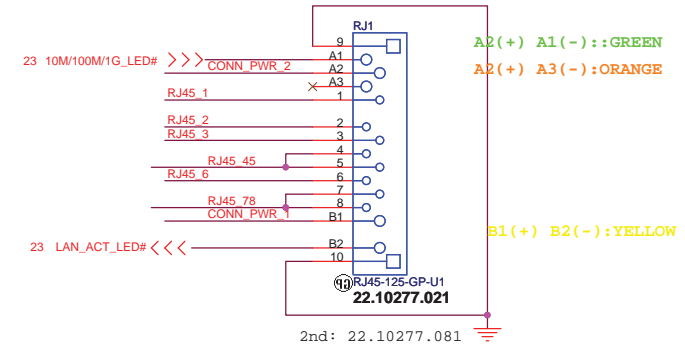 RJ1
9
A2(+) A1(-)::GREEN
23 10M/100M/1G_LED#
A1
CONN_PWR_2
A2
A2(+) A3(-):ORANGE
A3
RJ45_1
1
RJ45_2
2
RJ45_3
3
4
RJ45_45
5
RJ45_6
6
7
RJ45_78
8
CONN_PWR_1
B1
B1(+) B2(-):YELLOW
23 LAN_ACT_LED#
B2
10
GP
RJ45-125-GP-U1
22.10277.021
2nd: 22.10277.081